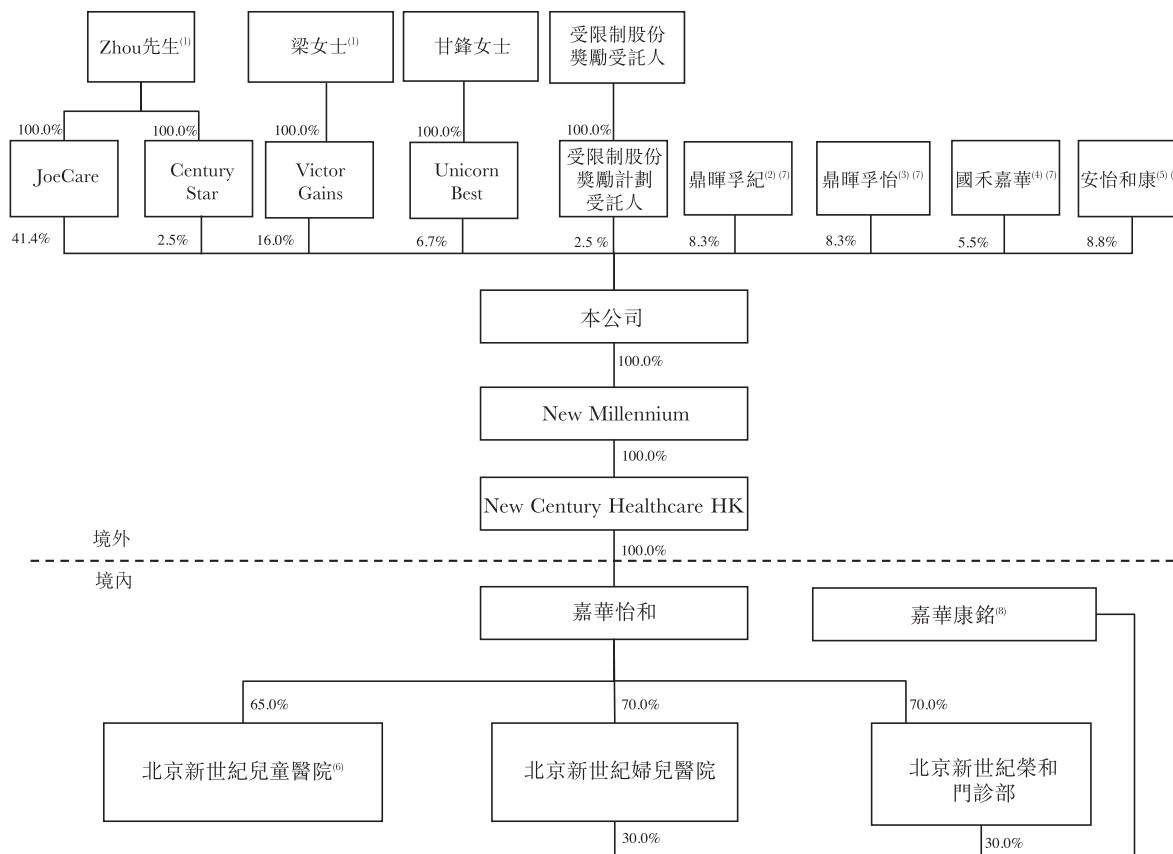 Zhou先生(1)
梁女士(1)
甘鋒女士
受限制股份
獎勵受託人
100.0%
100.0%
100.0%
100.0%
100.0%
JoeCare
Century
Star
Victor
Gains
Unicorn
Best
受限制股份
獎勵計劃
受託人
鼎暉孚紀(2) (7)
鼎暉孚怡(3) (7)
國禾嘉華(4) (7)
安怡和康(5) (
41.4%
2.5%
16.0%
6.7%
2.5 %
8.3%
8.3%
5.5%
8.8%
本公司
100.0%
New Millennium
100.0%
New Century Healthcare HK
境外
100.0%
境內
嘉華怡和
嘉華康銘(8)
65.0%
70.0%
70.0%
北京新世紀兒童醫院(6)
北京新世紀婦兒醫院
北京新世紀榮和
門診部
30.0%
30.0%